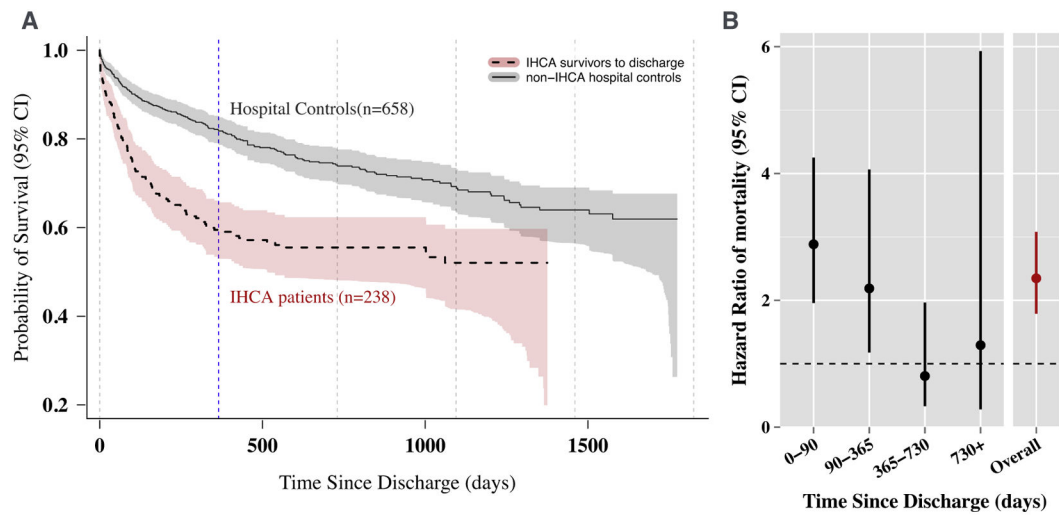 A
Probability of Survival (95% CI)
1.0
0.8
0.6
0.4
0.2
IHCA survivors to discharge
non−IHCA hospital controls
Hospital Controls(n=658)
IHCA patients (n=238)
0
500
1000
1500
Time Since Discharge (days)
B
Hazard Ratio of mortality (95% CI)
6
4
2
0
0−90
90−365
365−730
730+
Overall
Time Since Discharge (days)